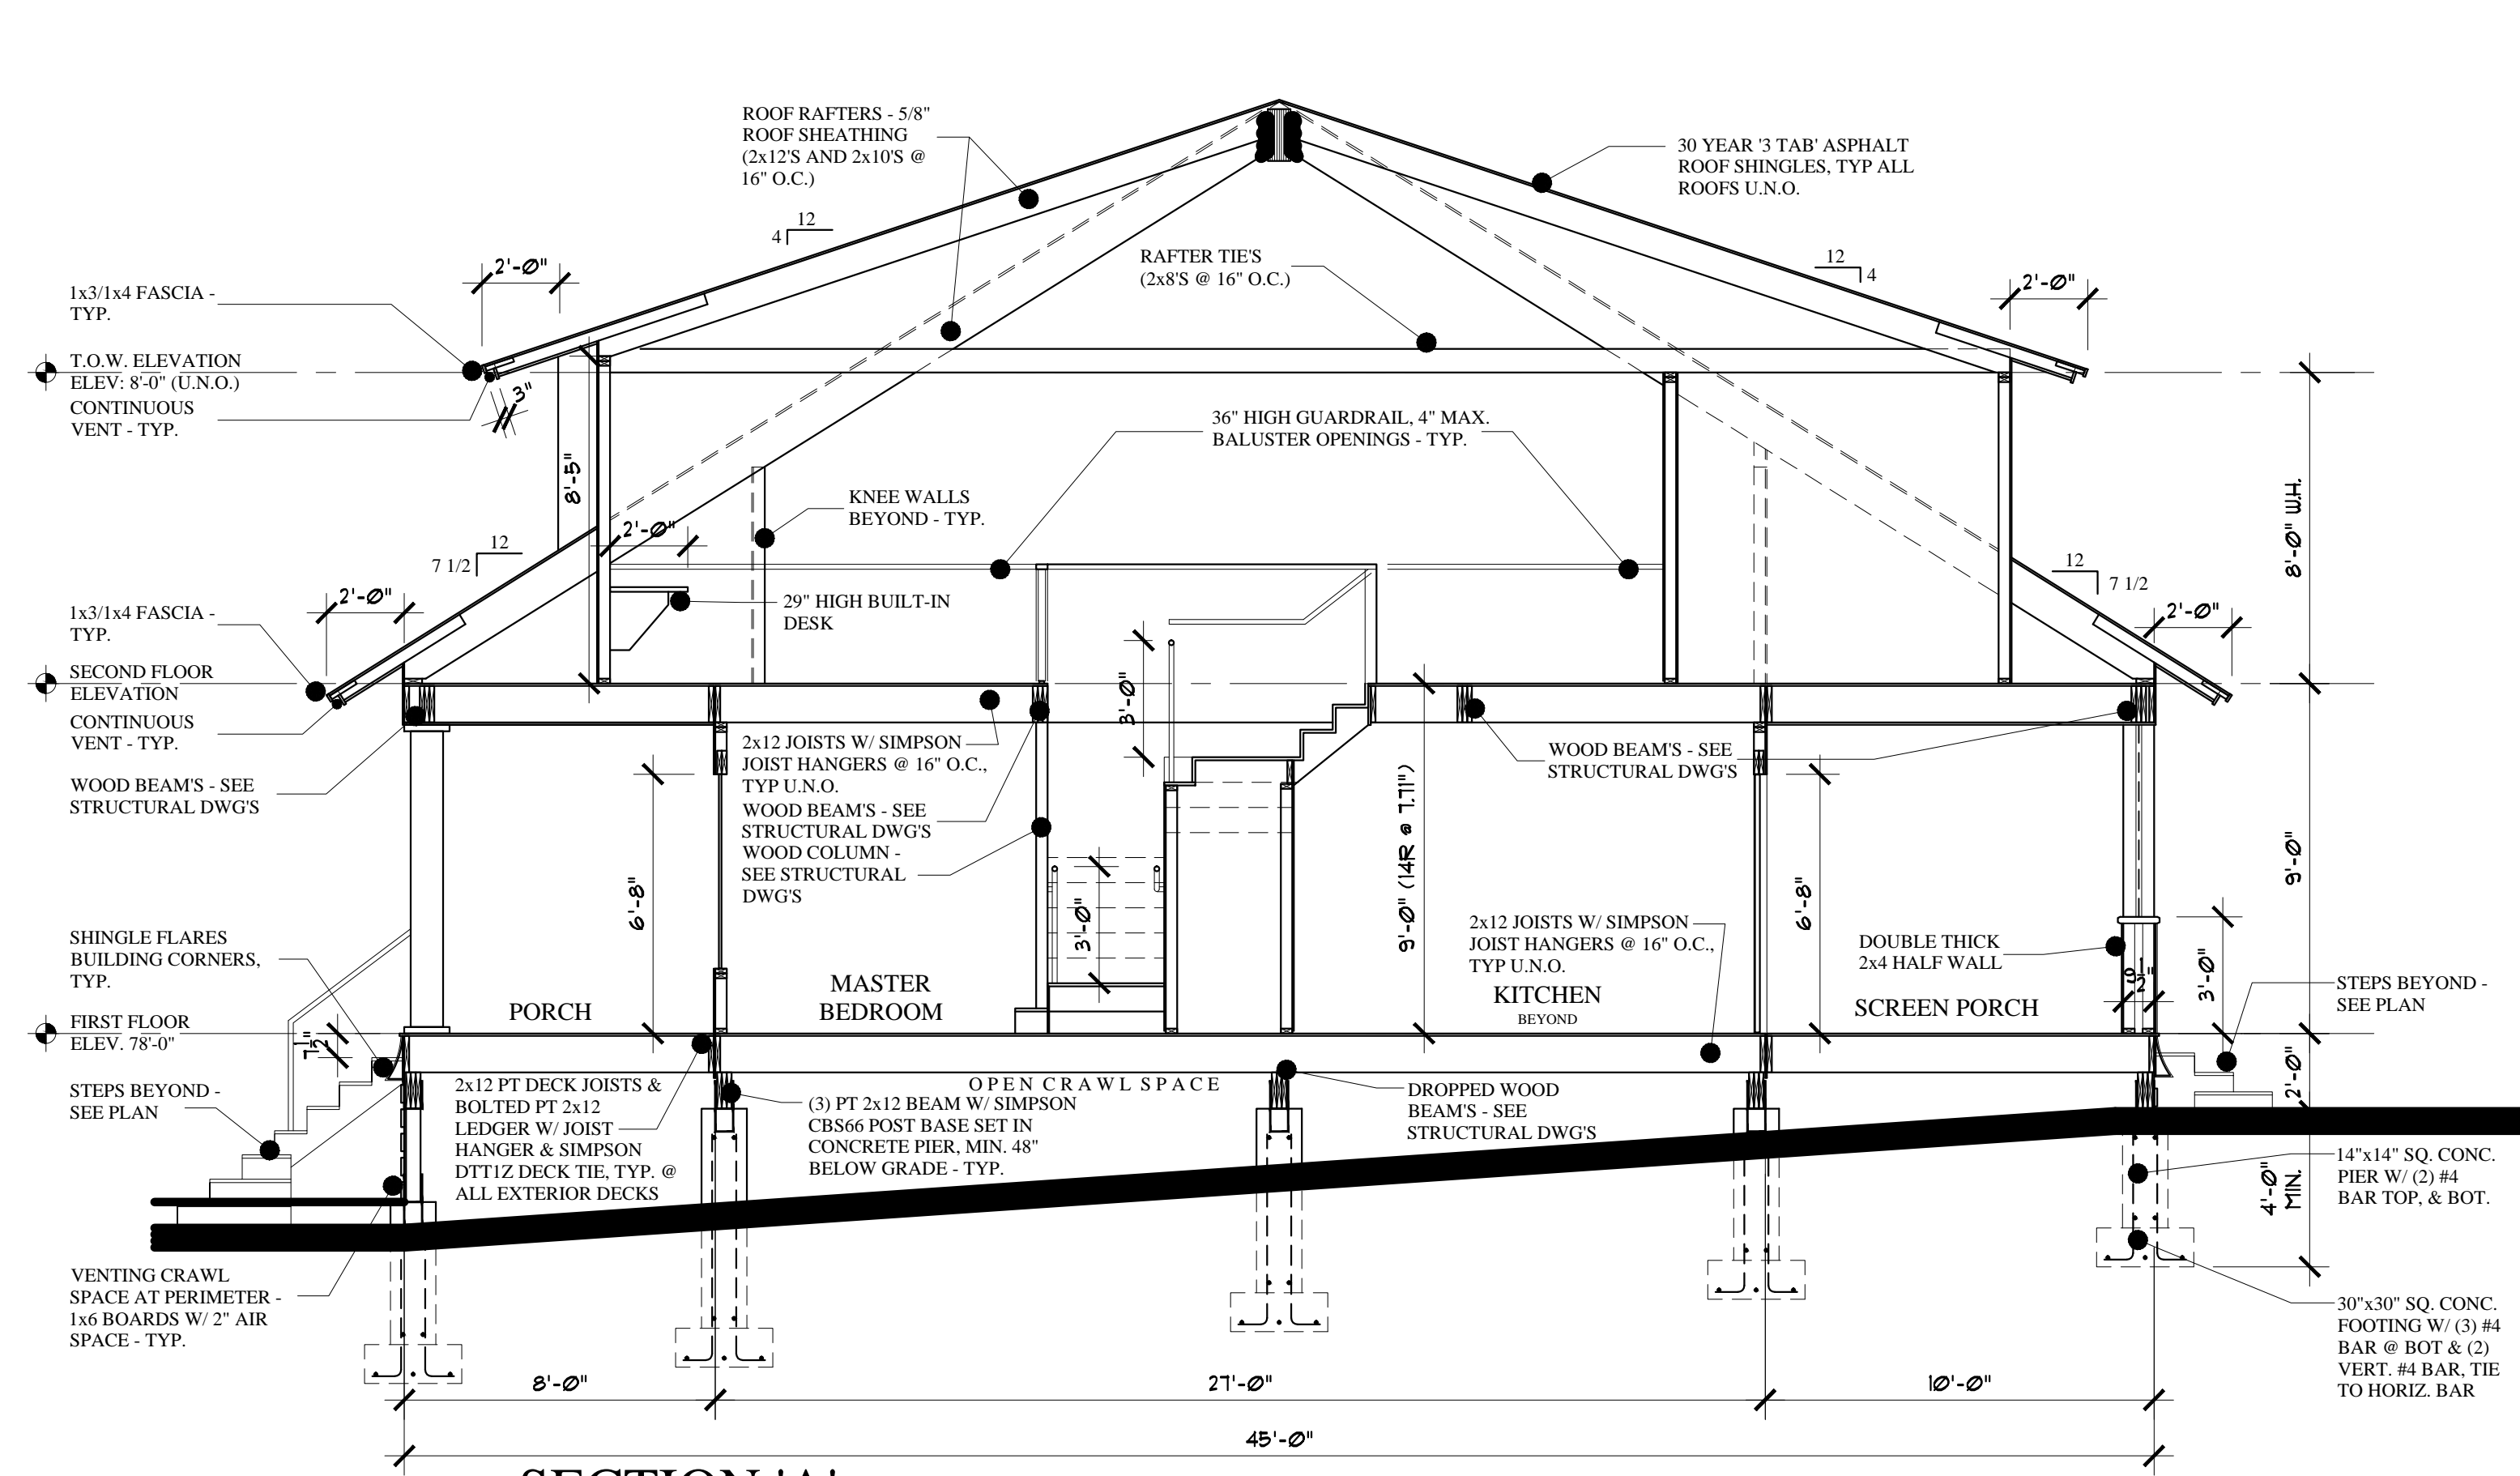 ROOF RAFTERS - 5/8"
ROOF SHEATHING
(2x12'S AND 2x10'S @
16" O.C.)
30 YEAR '3 TAB' ASPHALT
ROOF SHINGLES, TYP ALL
ROOFS U.N.O.
12
4
RAFTER TIE'S
(2x8'S @ 16" O.C.)
12
4
2'-0"
2'-0"
1x3/1x4 FASCIA -
TYP.
T.O.W. ELEVATION
ELEV: 8'-0" (U.N.O.)
CONTINUOUS
VENT - TYP.
3"
8'-5"
36" HIGH GUARDRAIL, 4" MAX.
BALUSTER OPENINGS - TYP.
KNEE WALLS
BEYOND - TYP.
2'-0"
12
7 1/2
8'-0" W.H.
12
7 1/2
2'-0"
2'-0"
29" HIGH BUILT-IN
DESK
1x3/1x4 FASCIA -
TYP.
SECOND FLOOR
ELEVATION
CONTINUOUS
VENT - TYP.
WOOD BEAM'S - SEE
STRUCTURAL DWG'S
3'-0"
2x12 JOISTS W/ SIMPSON
JOIST HANGERS @ 16" O.C.,
TYP U.N.O.
WOOD BEAM'S - SEE
STRUCTURAL DWG'S
WOOD COLUMN -
SEE STRUCTURAL
DWG'S
WOOD BEAM'S - SEE
STRUCTURAL DWG'S
6'-8"
3'-0"
9'-0" (14R @ 7.71")
6'-8"
9'-0"
2x12 JOISTS W/ SIMPSON
JOIST HANGERS @ 16" O.C.,
TYP U.N.O.
DOUBLE THICK
2x4 HALF WALL
9 1/2"
3'-0"
STEPS BEYOND -
SEE PLAN
SHINGLE FLARES
BUILDING CORNERS,
TYP.
PORCH
MASTER
BEDROOM
KITCHEN
BEYOND
SCREEN PORCH
FIRST FLOOR
ELEV. 78'-0"
7 1/2"
2'-0"
STEPS BEYOND -
SEE PLAN
2x12 PT DECK JOISTS &
BOLTED PT 2x12
LEDGER W/ JOIST
HANGER & SIMPSON
DTT1Z DECK TIE, TYP. @
ALL EXTERIOR DECKS
OPEN CRAWL SPACE
(3) PT 2x12 BEAM W/ SIMPSON
CBS66 POST BASE SET IN
CONCRETE PIER, MIN. 48"
BELOW GRADE - TYP.
DROPPED WOOD
BEAM'S - SEE
STRUCTURAL DWG'S
14"x14" SQ. CONC.
PIER W/ (2) #4
BAR TOP, & BOT.
4'-0"
MIN.
VENTING CRAWL
SPACE AT PERIMETER -
1x6 BOARDS W/ 2" AIR
SPACE - TYP.
30"x30" SQ. CONC.
FOOTING W/ (3) #4
BAR @ BOT & (2)
VERT. #4 BAR, TIE
TO HORIZ. BAR
8'-0"
27'-0"
10'-0"
45'-0"
SECTION 'A'